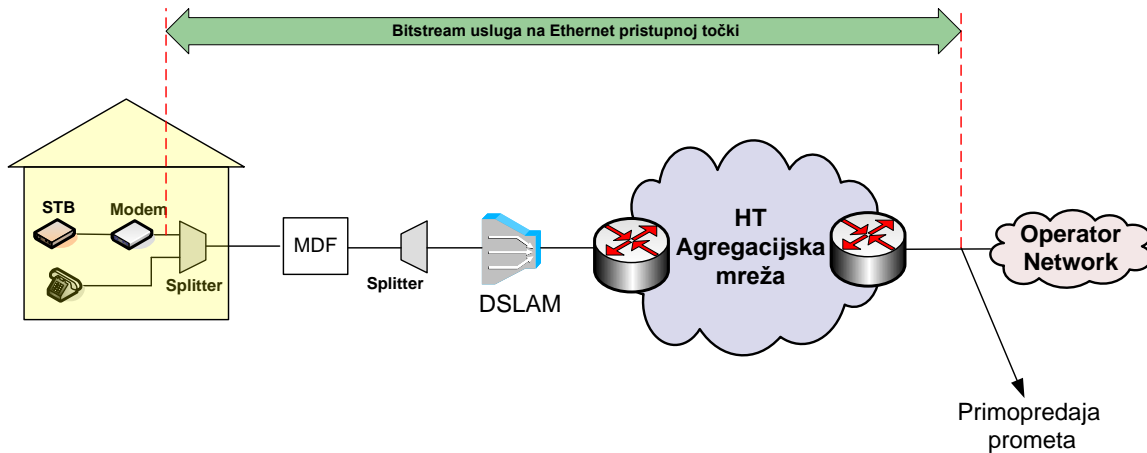 Bitstream usluga na Ethernet pristupnoj točki
STB
Modem
Splitter
MDF
Splitter
DSLAM
HT
Agregacijska
mreža
Operator
Network
Primopredaja
prometa